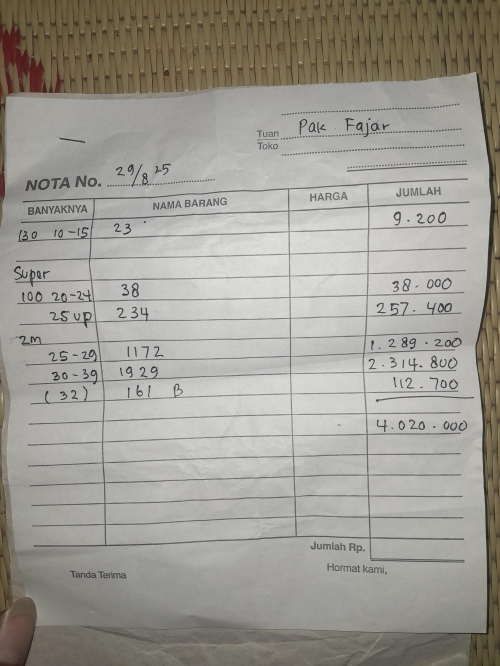 Tuan Pak Fajar
Toko
NOTA No. 29/8 25
BANYAKNYA NAMA BARANG HARGA JUMLAH
130 10-15 23 9.200
Super
100 20-24 38 38.000
25 up 234 257.400
2m
25-29 1172 1.289.200
30-39 1929 2.314.800
(32) 161 B 112.700
4.020.000
Jumlah Rp.
Tanda Terima Hormat kami,